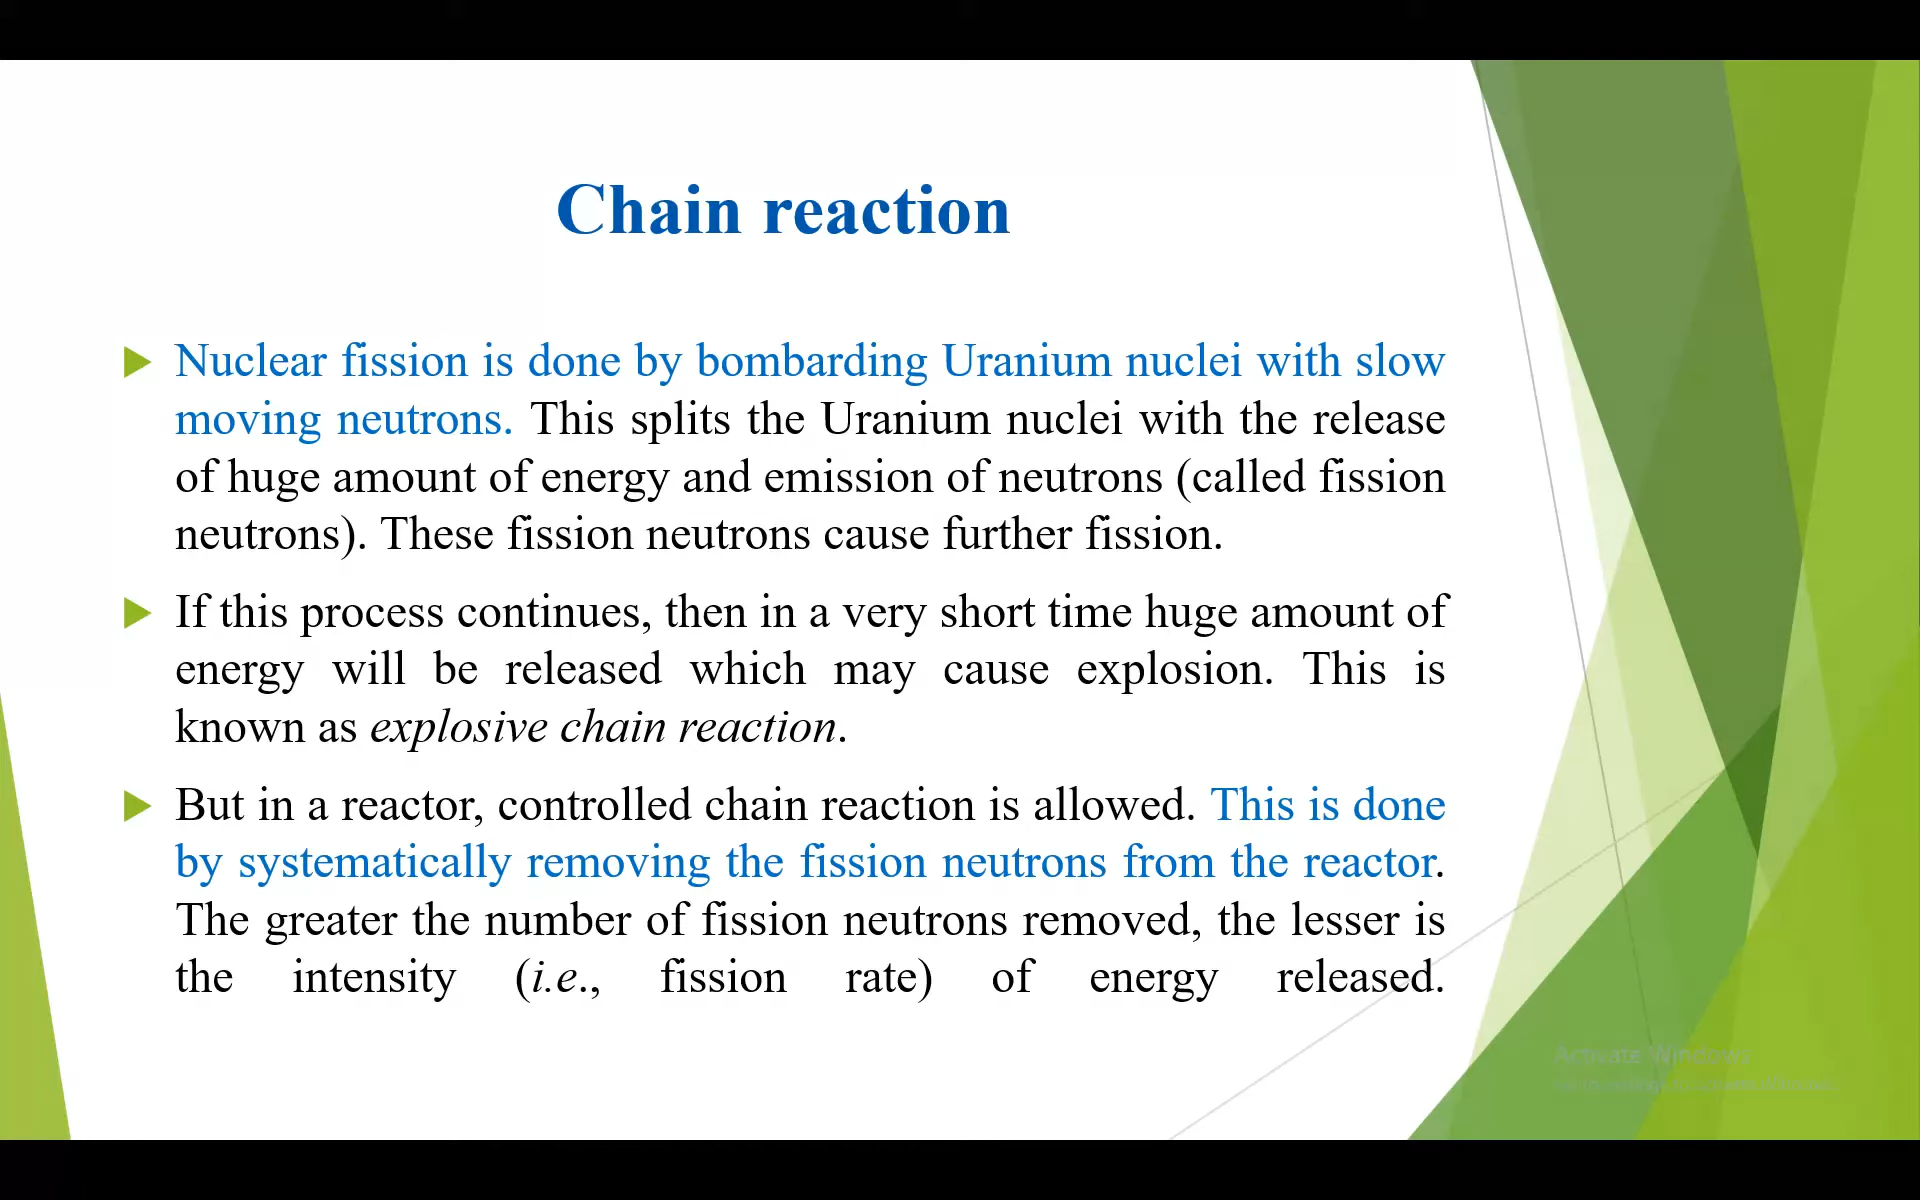 Chain reaction
Nuclear fission is done by bombarding Uranium nuclei with slow
moving neutrons. This splits the Uranium nuclei with the release
of huge amount of energy and emission of neutrons (called fission
neutrons). These fission neutrons cause further fission.
If this process continues, then in a very short time huge amount of
energy will be released which may cause explosion. This is
known as explosive chain reaction.
But in a reactor, controlled chain reaction is allowed. This is done
by systematically removing the fission neutrons from the reactor.
The greater the number of fission neutrons removed, the lesser is
the intensity (i.e., fission rate) of energy released.
Activate Windows